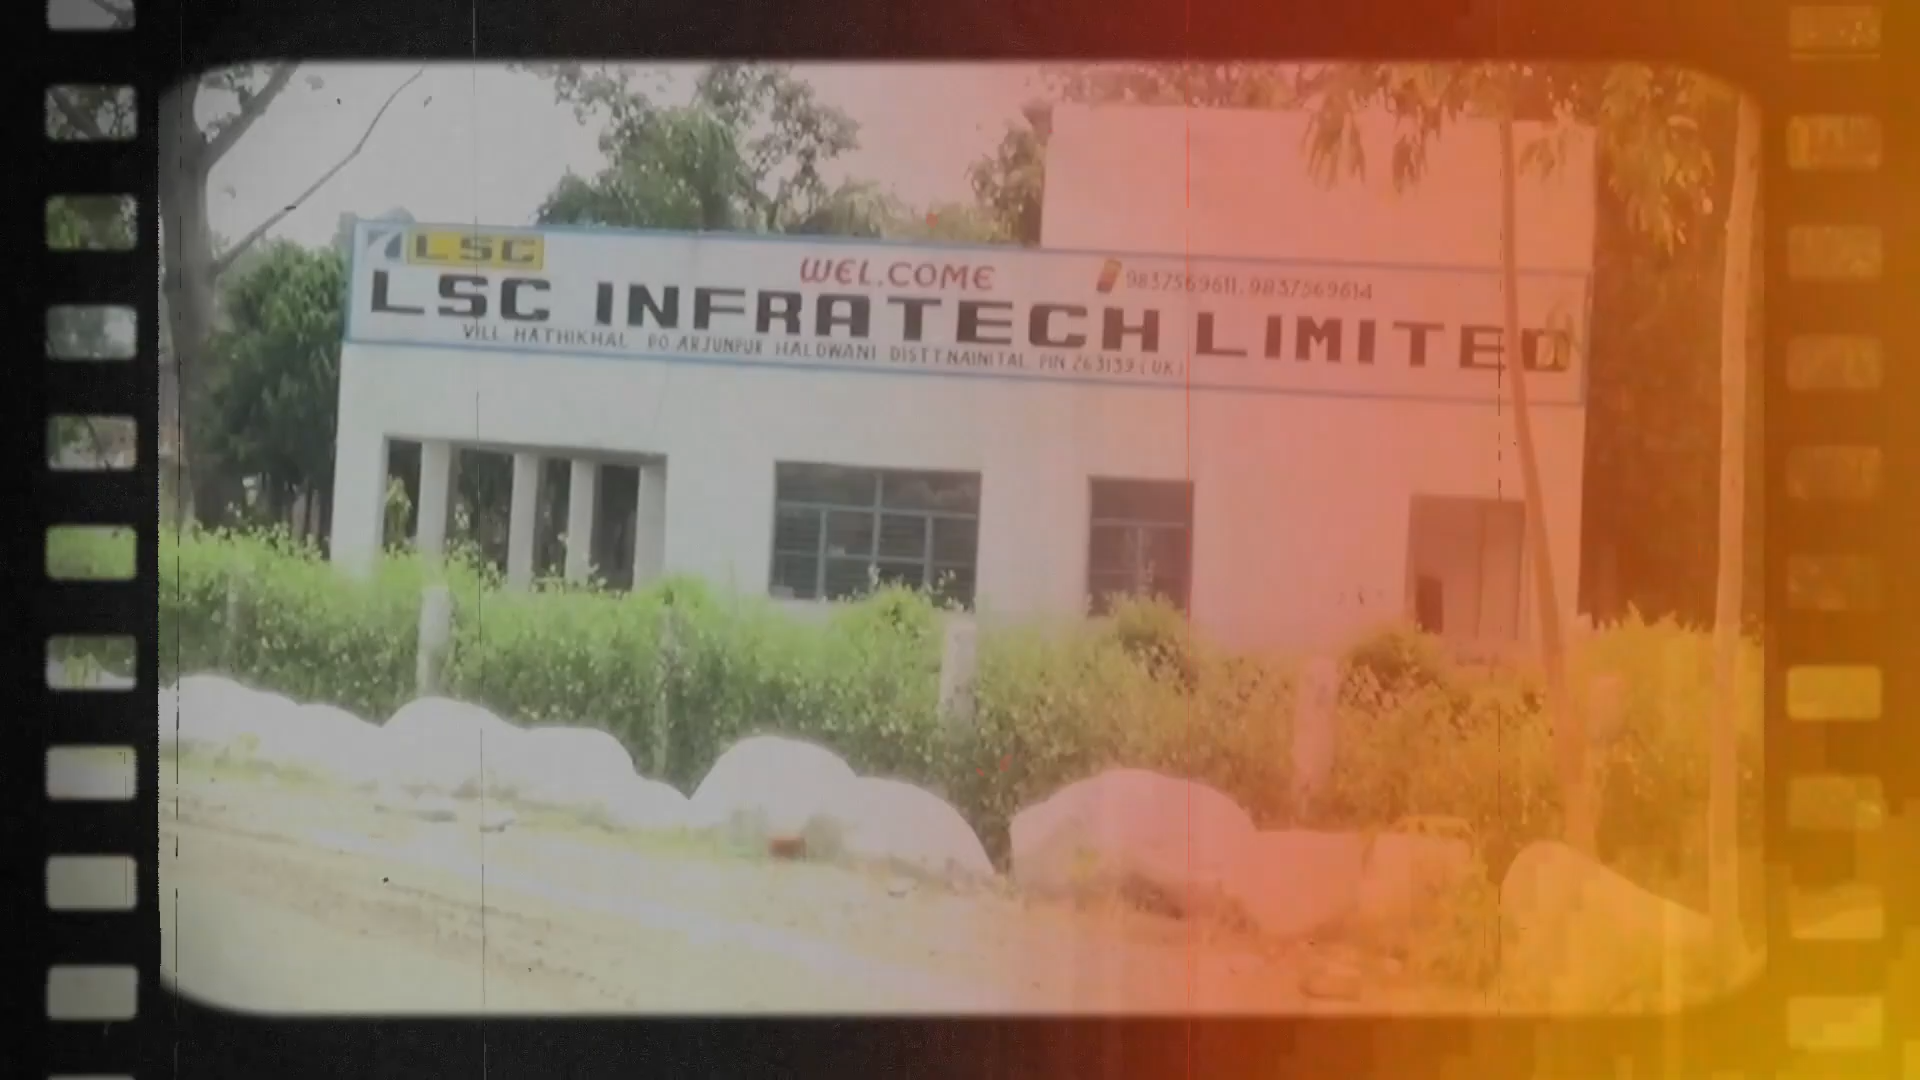 LSC
WEL.COME
9837569611.9837569614
LSC INFRATECH LIMITED
VILL HATHIKHAL PO ARJUNPUR HALDWANI DISTT NAINITAL PIN 263139 (UK)